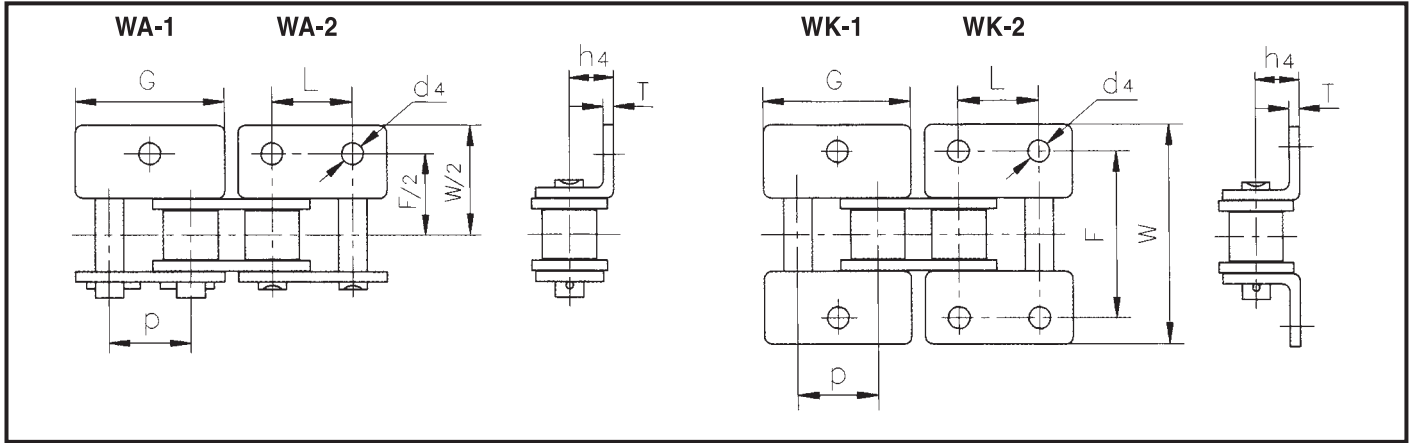 WA-1 WA-2 WK-1 WK-2
G L d4 h4 T
F/2 W/2
p
G L d4 h4 T
F W
p